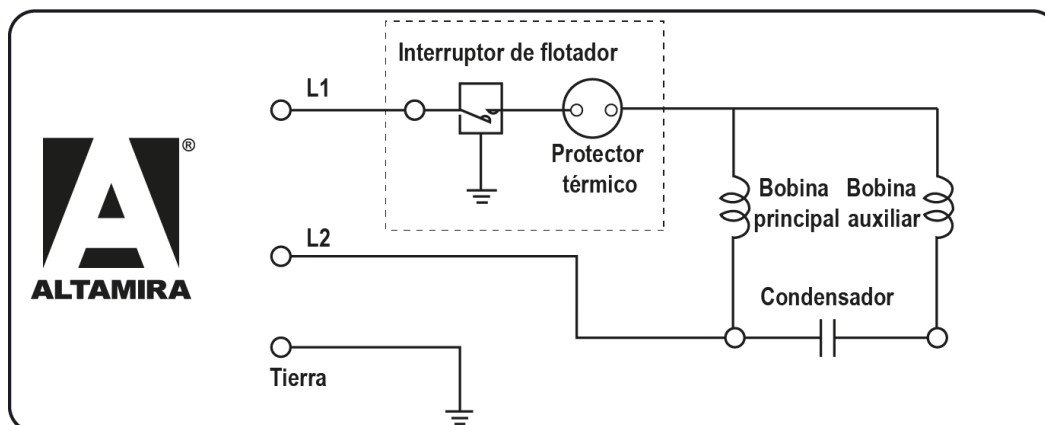 Interruptor de flotador
L1
Protector
térmico
Bobina Bobina
principal auxiliar
L2
®
ALTAMIRA
Condensador
Tierra